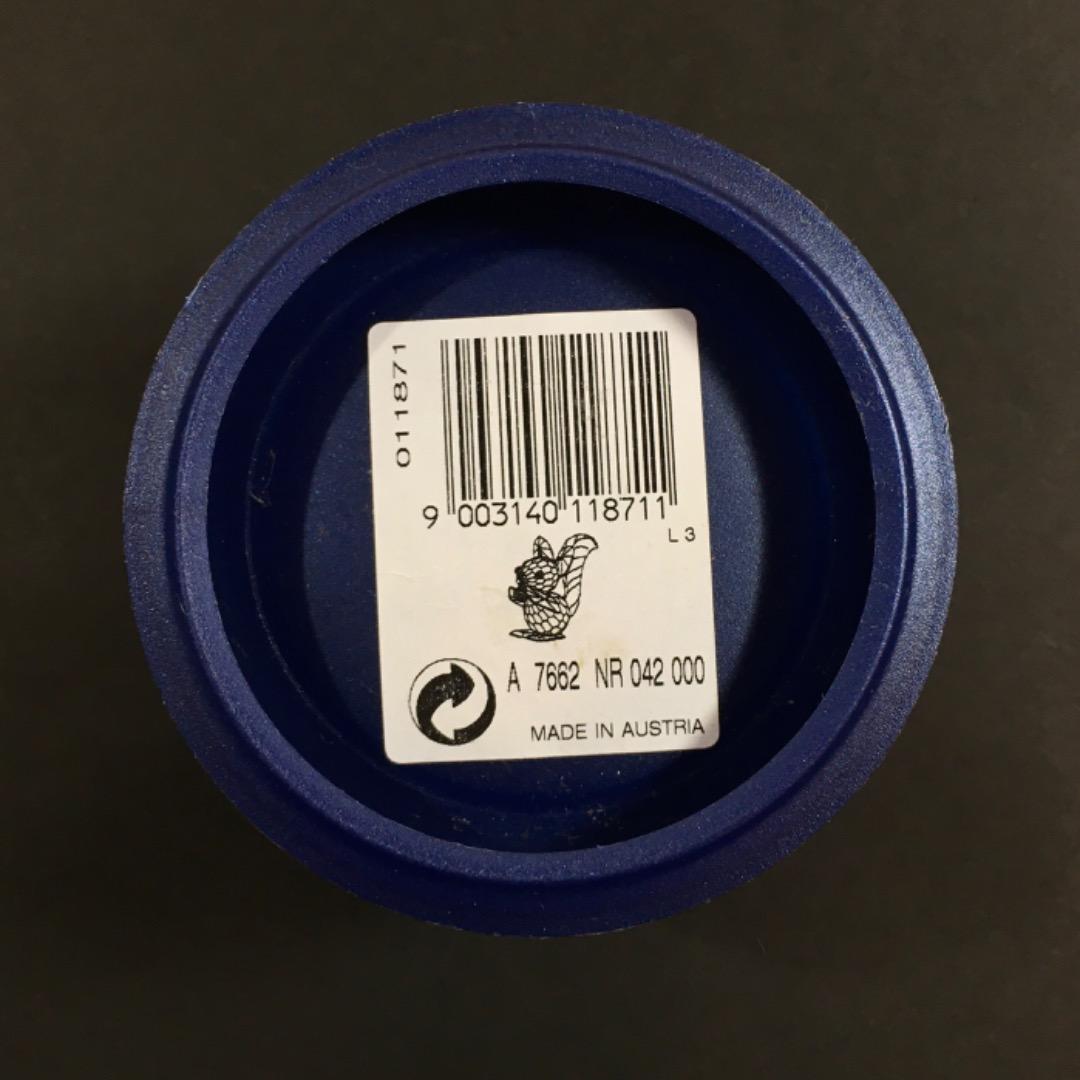 011871
9 003140 118711
L 3
A 7662 NR 042 000
MADE IN AUSTRIA